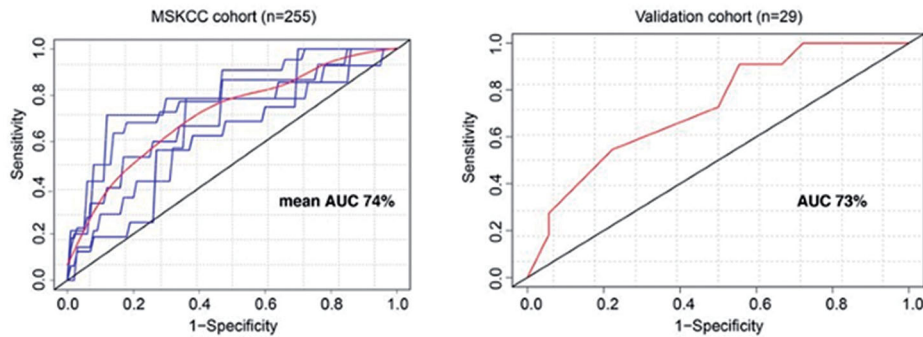 MSKCC cohort (n=255)
1.0
0.8
0.6
0.4
0.2
0.0
Sensitivity
mean AUC 74%
0.0 0.2 0.4 0.6 0.8 1.0
1−Specificity
Validation cohort (n=29)
1.0
0.8
0.6
0.4
0.2
0.0
Sensitivity
AUC 73%
0.0 0.2 0.4 0.6 0.8 1.0
1−Specificity